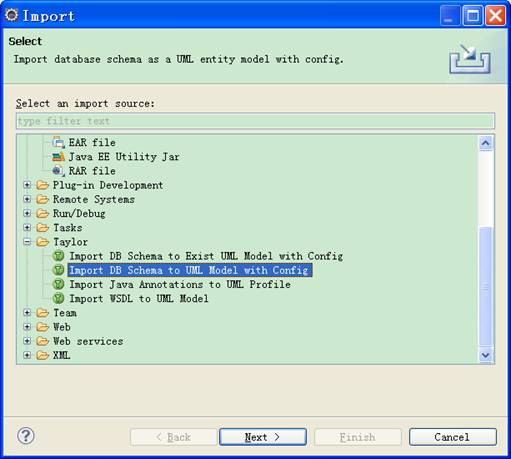 Import
Select
Import database schema as a UML entity model with config.
Select an import source:
type filter text
EAR file
Java EE Utility Jar
RAR file
Plug-in Development
Remote Systems
Run/Debug
Tasks
Taylor
Import DB Schema to Exist UML Model with Config
Import DB Schema to UML Model with Config
Import Java Annotations to UML Profile
Import WSDL to UML Model
Team
Web
Web services
XML
? < Back Next > Finish Cancel